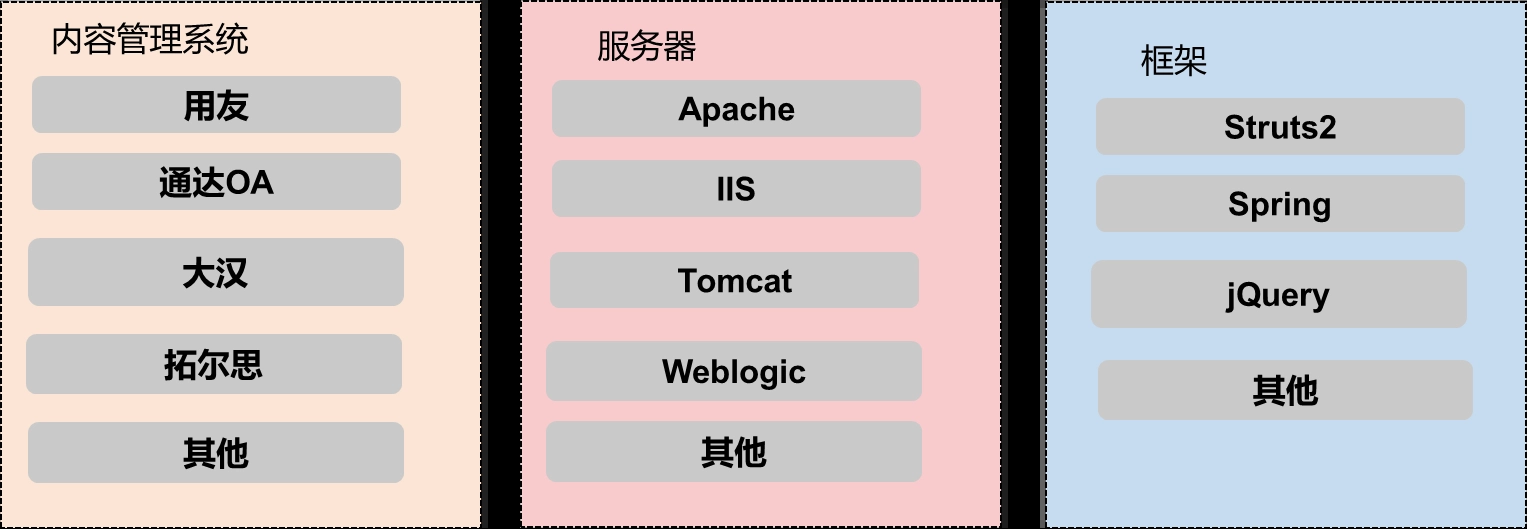 内容管理系统
用友
通达OA
大汉
拓尔思
其他
服务器
Apache
IIS
Tomcat
Weblogic
其他
框架
Struts2
Spring
jQuery
其他